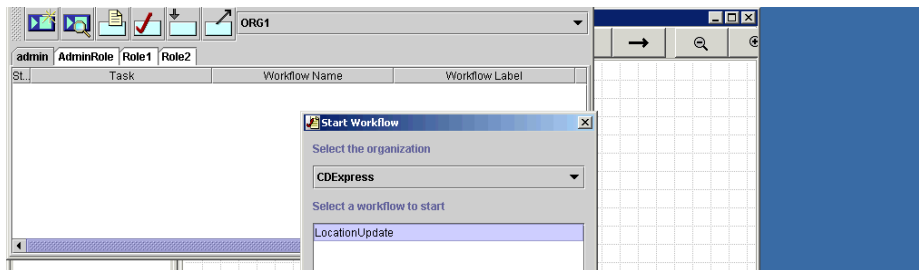 ORG1
admin AdminRole Role1 Role2
St... Task Workflow Name Workflow Label
Start Workflow
Select the organization
CDExpress
Select a workflow to start
LocationUpdate